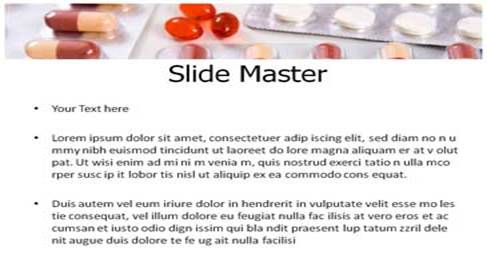 Slide Master
• Your Text here
• Lorem ipsum dolor sit amet, consectetuer adip iscing elit, sed diam no n u
mmy nibh euismod tincidunt ut laoreet do lore magna aliquam er at v olut
pat. Ut wisi enim ad mi ni m venia m, quis nostrud exerci tatio n ulla mco
rper susc ip it lobor tis nisl ut aliquip ex ea commodo cons equat.
• Duis autem vel eum iriure dolor in hendrerit in vulputate velit esse mo les
tie consequat, vel illum dolore eu feugiat nulla fac ilisis at vero eros et ac
cumsan et iusto odio dign issim qui bla ndit praesent lup tatum zzril dele
nit augue duis dolore te fe ug ait nulla facilisi